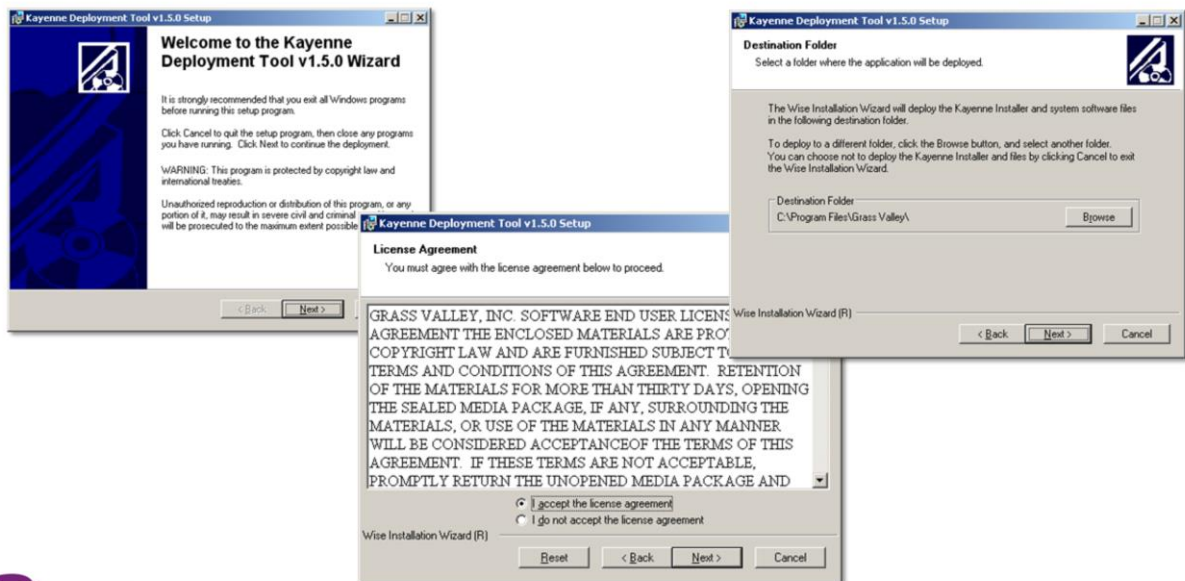 Kayenne Deployment Tool v1.5.0 Setup
Welcome to the Kayenne
Deployment Tool v1.5.0 Wizard
It is strongly recommended that you exit all Windows programs
before running this setup program.
Click Cancel to quit the setup program, then close any programs
you have running. Click Next to continue the deployment.
WARNING: This program is protected by copyright law and
international treaties.
Unauthorized reproduction or distribution of this program, or any
portion of it, may result in severe civil and criminal
will be prosecuted to the maximum extent possible
< Back
Next >
Kayenne Deployment Tool v1.5.0 Setup
License Agreement
You must agree with the license agreement below to proceed.
GRASS VALLEY, INC. SOFTWARE END USER LICENS
AGREEMENT THE ENCLOSED MATERIALS ARE PRO
COPYRIGHT LAW AND ARE FURNISHED SUBJECT T
TERMS AND CONDITIONS OF THIS AGREEMENT. RETENTION
OF THE MATERIALS FOR MORE THAN THIRTY DAYS, OPENING
THE SEALED MEDIA PACKAGE, IF ANY, SURROUNDING THE
MATERIALS, OR USE OF THE MATERIALS IN ANY MANNER
WILL BE CONSIDERED ACCEPTANCEOF THE TERMS OF THIS
AGREEMENT. IF THESE TERMS ARE NOT ACCEPTABLE,
PROMPTLY RETURN THE UNOPENED MEDIA PACKAGE AND
I accept the license agreement
I do not accept the license agreement
Wise Installation Wizard (R)
Reset
< Back
Next >
Cancel
Kayenne Deployment Tool v1.5.0 Setup
Destination Folder
Select a folder where the application will be deployed.
The Wise Installation Wizard will deploy the Kayenne Installer and system software files
in the following destination folder.
To deploy to a different folder, click the Browse button, and select another folder.
You can choose not to deploy the Kayenne Installer and files by clicking Cancel to exit
the Wise Installation Wizard.
Destination Folder
C:\Program Files\Grass Valley\
Browse
Wise Installation Wizard (R)
< Back
Next >
Cancel